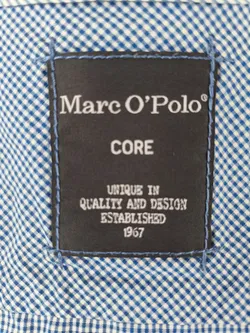 Marc O'Polo®
CORE
UNIQUE IN
QUALITY AND DESIGN
ESTABLISHED
1967